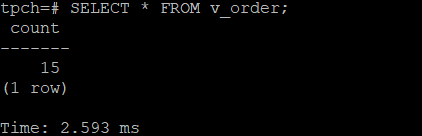 tpch=# SELECT * FROM v_order;
 count
-------
    15
(1 row)

Time: 2.593 ms